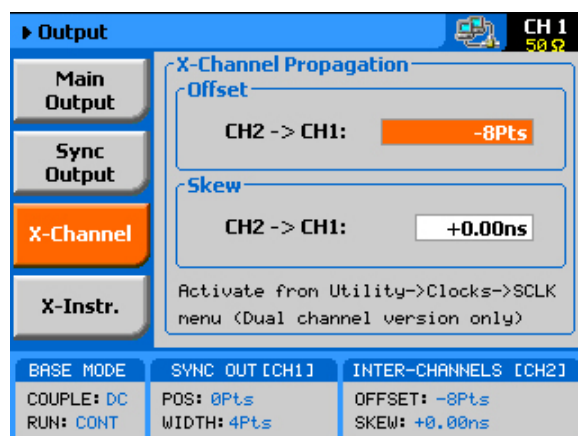 Output
CH 1
50 Ω
Main
Output
Sync
Output
X-Channel
X-Instr.
X-Channel Propagation
Offset
CH2 -> CH1:
-8Pts
Skew
CH2 -> CH1:
+0.00ns
Activate from Utility->Clocks->SCLK
menu (Dual channel version only)
BASE MODE
COUPLE: DC
RUN: CONT
SYNC OUT [CH1]
POS: 0Pts
WIDTH: 4Pts
INTER-CHANNELS [CH2]
OFFSET: -8Pts
SKEW: +0.00ns